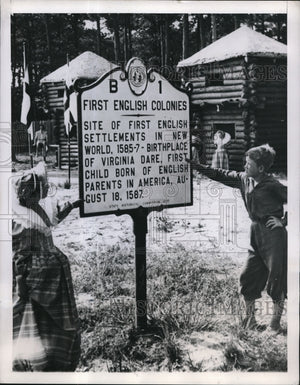 B 1
FIRST ENGLISH COLONIES
SITE OF FIRST ENGLISH
SETTLEMENTS IN NEW
WORLD, 1585-7 - BIRTHPLACE
OF VIRGINIA DARE, FIRST
CHILD BORN OF ENGLISH
PARENTS IN AMERICA, AU-
GUST 18, 1587.